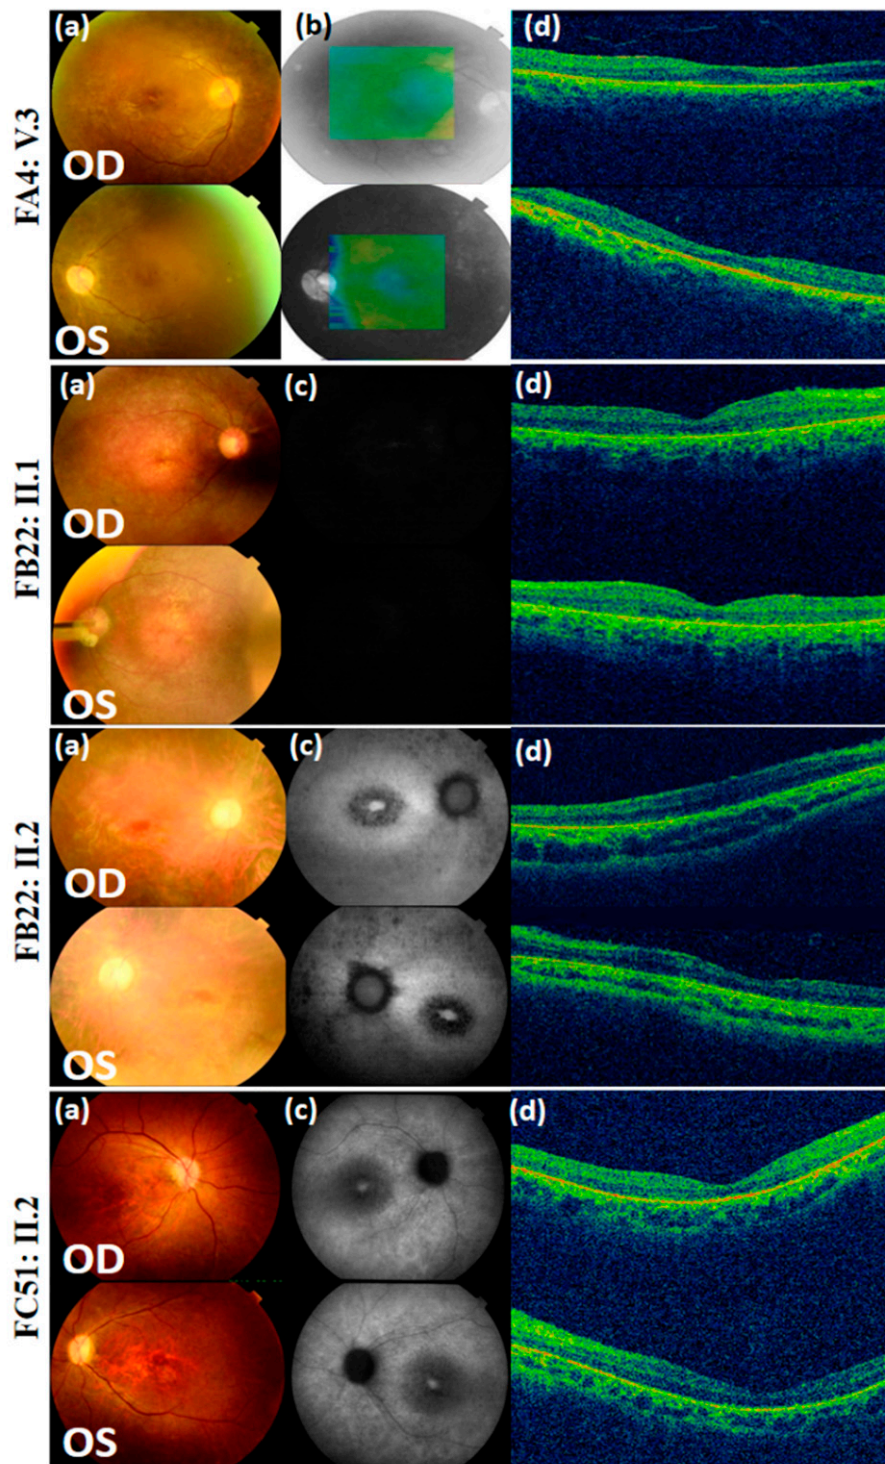 (a) (b) (d)
FA4: V.3
OD
OS
(a) (c) (d)
FB22: II.1
OD
OS
(a) (c) (d)
FB22: II.2
OD
OS
(a) (c) (d)
FC51: II.2
OD
OS